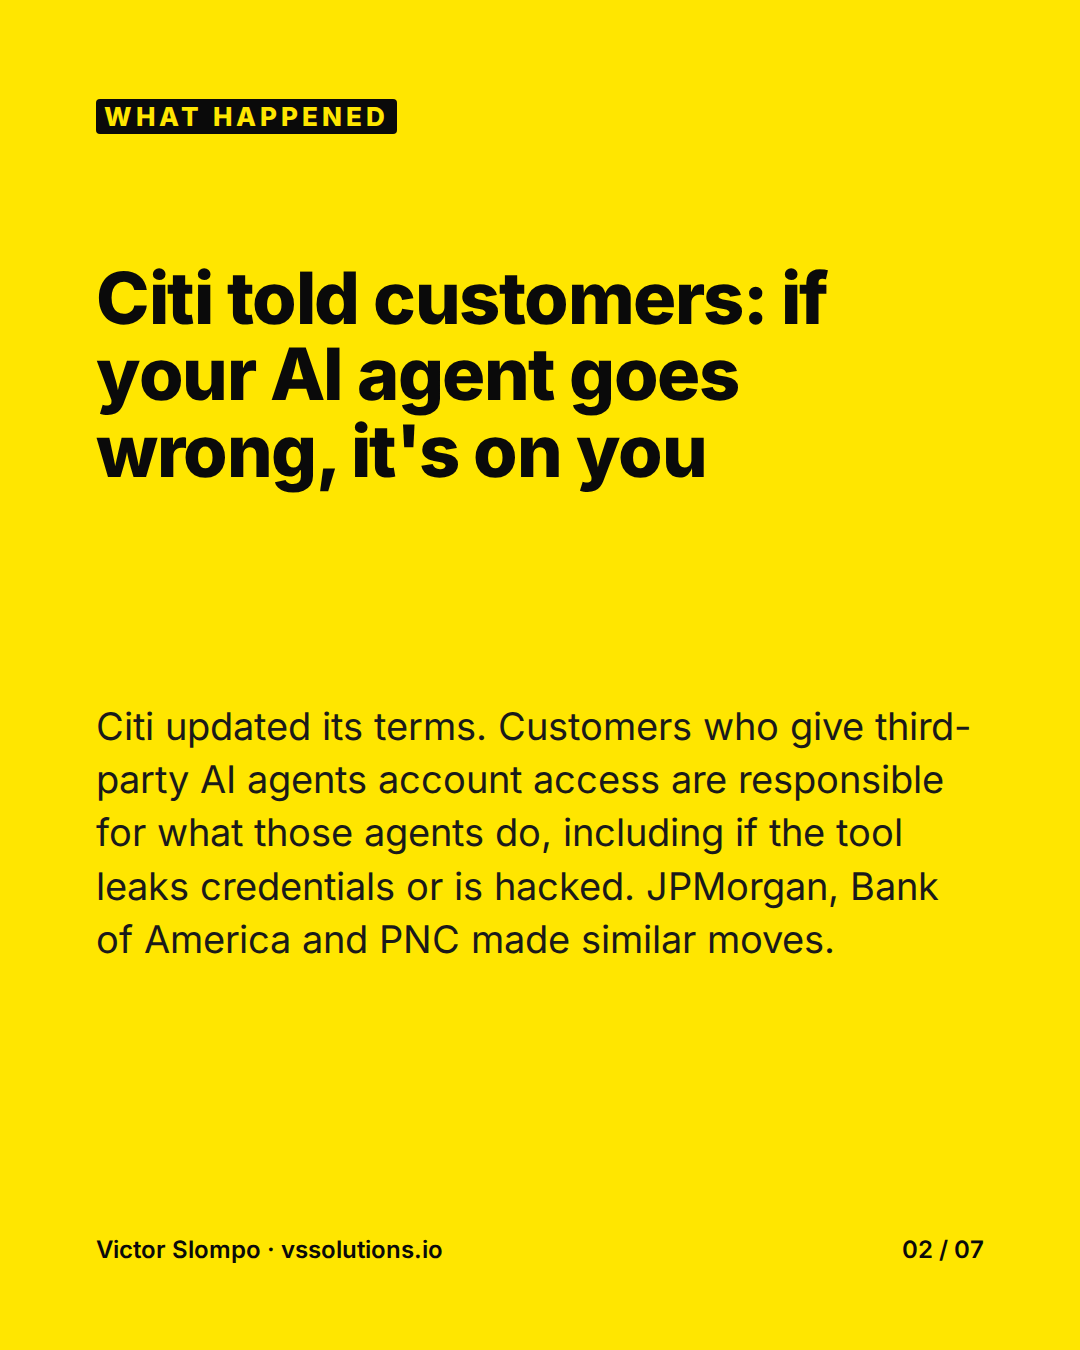 WHAT HAPPENED
Citi told customers: if
your AI agent goes
wrong, it's on you
Citi updated its terms. Customers who give third-
party AI agents account access are responsible
for what those agents do, including if the tool
leaks credentials or is hacked. JPMorgan, Bank
of America and PNC made similar moves.
Victor Slompo · vssolutions.io
02 / 07